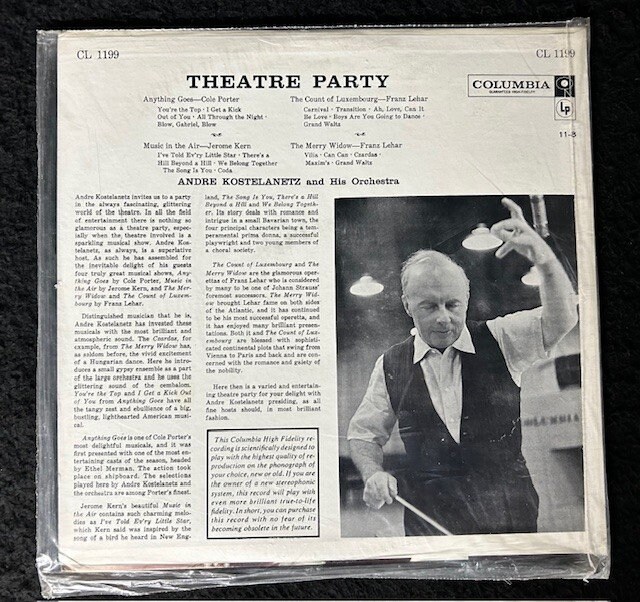 CL 1199
CL 1199
THEATRE PARTY
COLUMBIA
GUARANTEED HIGH FIDELITY
Lp
11-8
Anything Goes—Cole Porter
You're the Top · I Get a Kick
Out of You · All Through the Night ·
Blow, Gabriel, Blow
The Count of Luxembourg—Franz Lehar
Carnival · Transition · Ah, Love, Can It
Be Love · Boys Are You Going to Dance ·
Grand Waltz
Music in the Air—Jerome Kern
I've Told Ev'ry Little Star · There's a
Hill Beyond a Hill · We Belong Together
The Song Is You · Coda
The Merry Widow—Franz Lehar
Vilia · Can Can · Czardas ·
Maxim's · Grand Waltz
ANDRE KOSTELANETZ and His Orchestra
Andre Kostelanetz invites us to a party
in the always fascinating, glittering
world of the theatre. In all the field
of entertainment there is nothing so
glamorous as a theatre party, espec-
ially when the theatre involved is a
sparkling musical show. Andre Kos-
telanetz, as always, is a superlative
host. As such he has assembled for
the inevitable delight of his guests
four truly great musical shows, Any-
thing Goes by Cole Porter, Music in
the Air by Jerome Kern, and The Mer-
ry Widow and The Count of Luxem-
bourg by Franz Lehar.
Distinguished musician that he is,
Andre Kostelanetz has invested these
musicals with the most brilliant and
atmospheric sound. The Czardas, for
example, from The Merry Widow has,
as seldom before, the vivid excitement
of a Hungarian dance. Here he intro-
duces a small gypsy ensemble as a part
of the large orchestra and he uses the
glittering sound of the cembalom.
You're the Top and I Get a Kick Out
of You from Anything Goes have all
the tangy zest and ebullience of a big,
bustling, lighthearted American musi-
cal.
Anything Goes is one of Cole Porter's
most delightful musicals, and it was
first presented with one of the most en-
tertaining casts of the season, headed
by Ethel Merman. The action took
place on shipboard. The selections
played here by Andre Kostelanetz and
the orchestra are among Porter's finest.
Jerome Kern's beautiful Music in
the Air contains such charming melo-
dies as I've Told Ev'ry Little Star,
which Kern said was inspired by the
song of a bird he heard in New Eng-
land, The Song Is You, There's a Hill
Beyond a Hill and We Belong Togeth-
er. Its story deals with romance and
intrigue in a small Bavarian town, the
four principal characters being a tem-
peramental prima donna, a successful
playwright and two young members of
a choral society.
The Count of Luxembourg and The
Merry Widow are the glamorous oper-
ettas of Franz Lehar who is considered
by many to be one of Johann Strauss'
foremost successors. The Merry Wid-
ow brought Lehar fame on both sides
of the Atlantic, and it has continued
to be his most successful operetta, and
it has enjoyed many brilliant presen-
tations. Both it and The Count of Lux-
embourg are blessed with sophisti-
cated continental plots that swing from
Vienna to Paris and back and are con-
cerned with the romance and gaiety of
the nobility.
Here then is a varied and entertain-
ing theatre party for your delight with
Andre Kostelanetz presiding, as all
fine hosts should, in most brilliant
fashion.
This Columbia High Fidelity re-
cording is scientifically designed to
play with the highest quality of re-
production on the phonograph of
your choice, new or old. If you are
the owner of a new stereophonic
system, this record will play with
even more brilliant true-to-life
fidelity. In short, you can purchase
this record with no fear of its
becoming obsolete in the future.